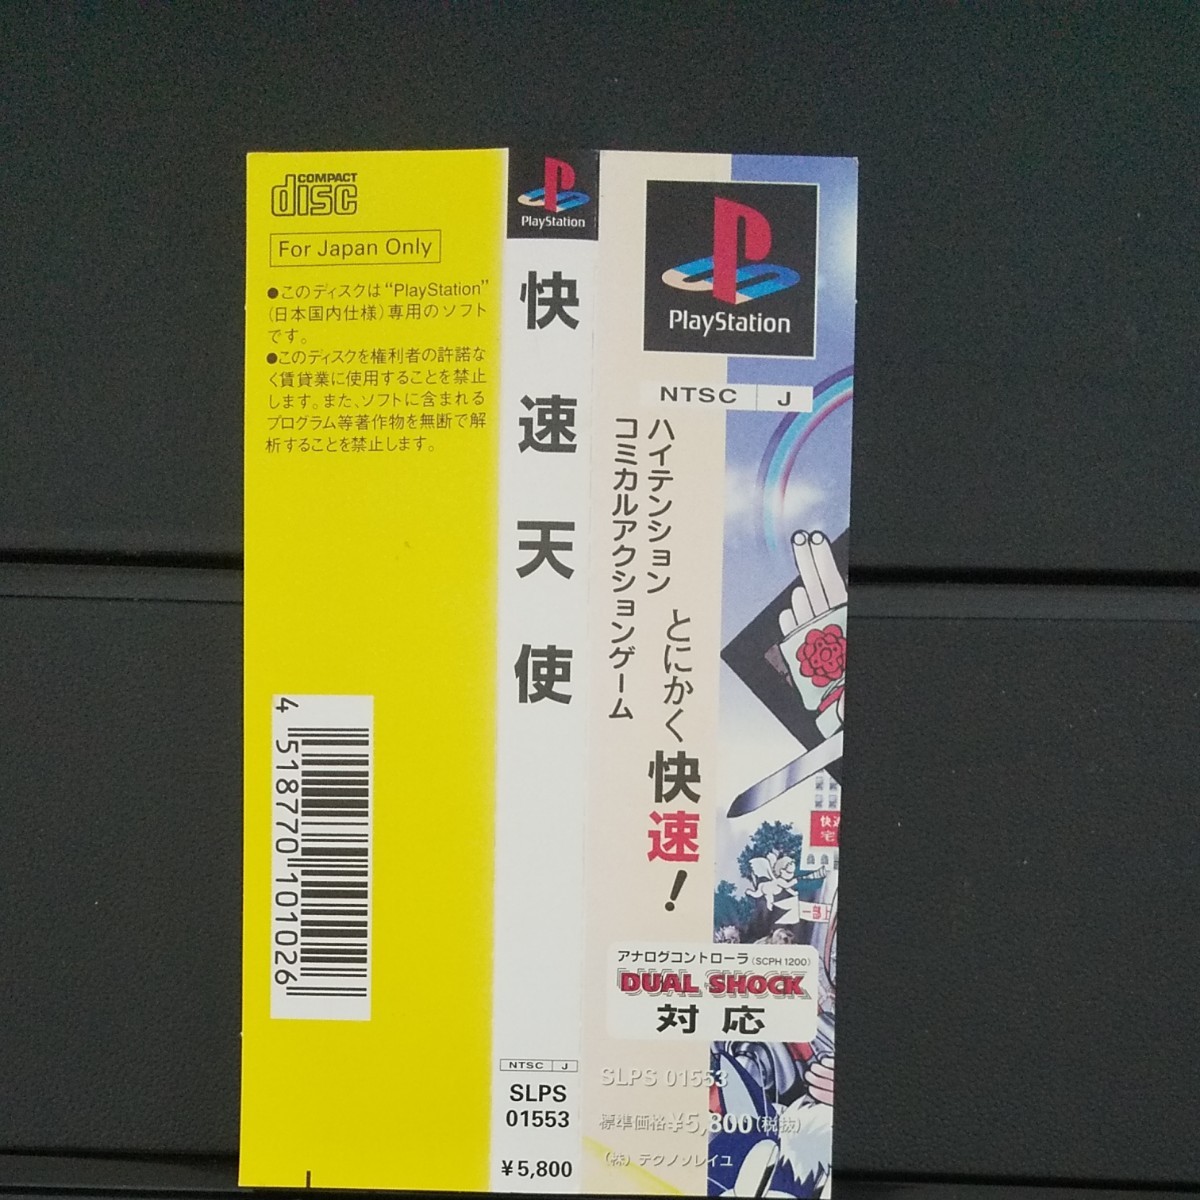 COMPACT
disc
For Japan Only
●このディスクは“PlayStation”
(日本国内仕様)専用のソフト
です。
●このディスクを権利者の許諾な
く賃貸業に使用することを禁止
します。また、ソフトに含まれる
プログラム等著作物を無断で解
析することを禁止します。
4 518770 101026
PlayStation
快速天使
NTSC J
SLPS
01553
¥5,800
PlayStation
NTSC J
ハイテンション
コミカルアクションゲーム
とにかく快速!
快速
宅
一部上
アナログコントローラ(SCPH 1200)
DUAL SHOCK
対応
SLPS 01553
標準価格¥5,800(税抜)
(株)テクノソレイユ